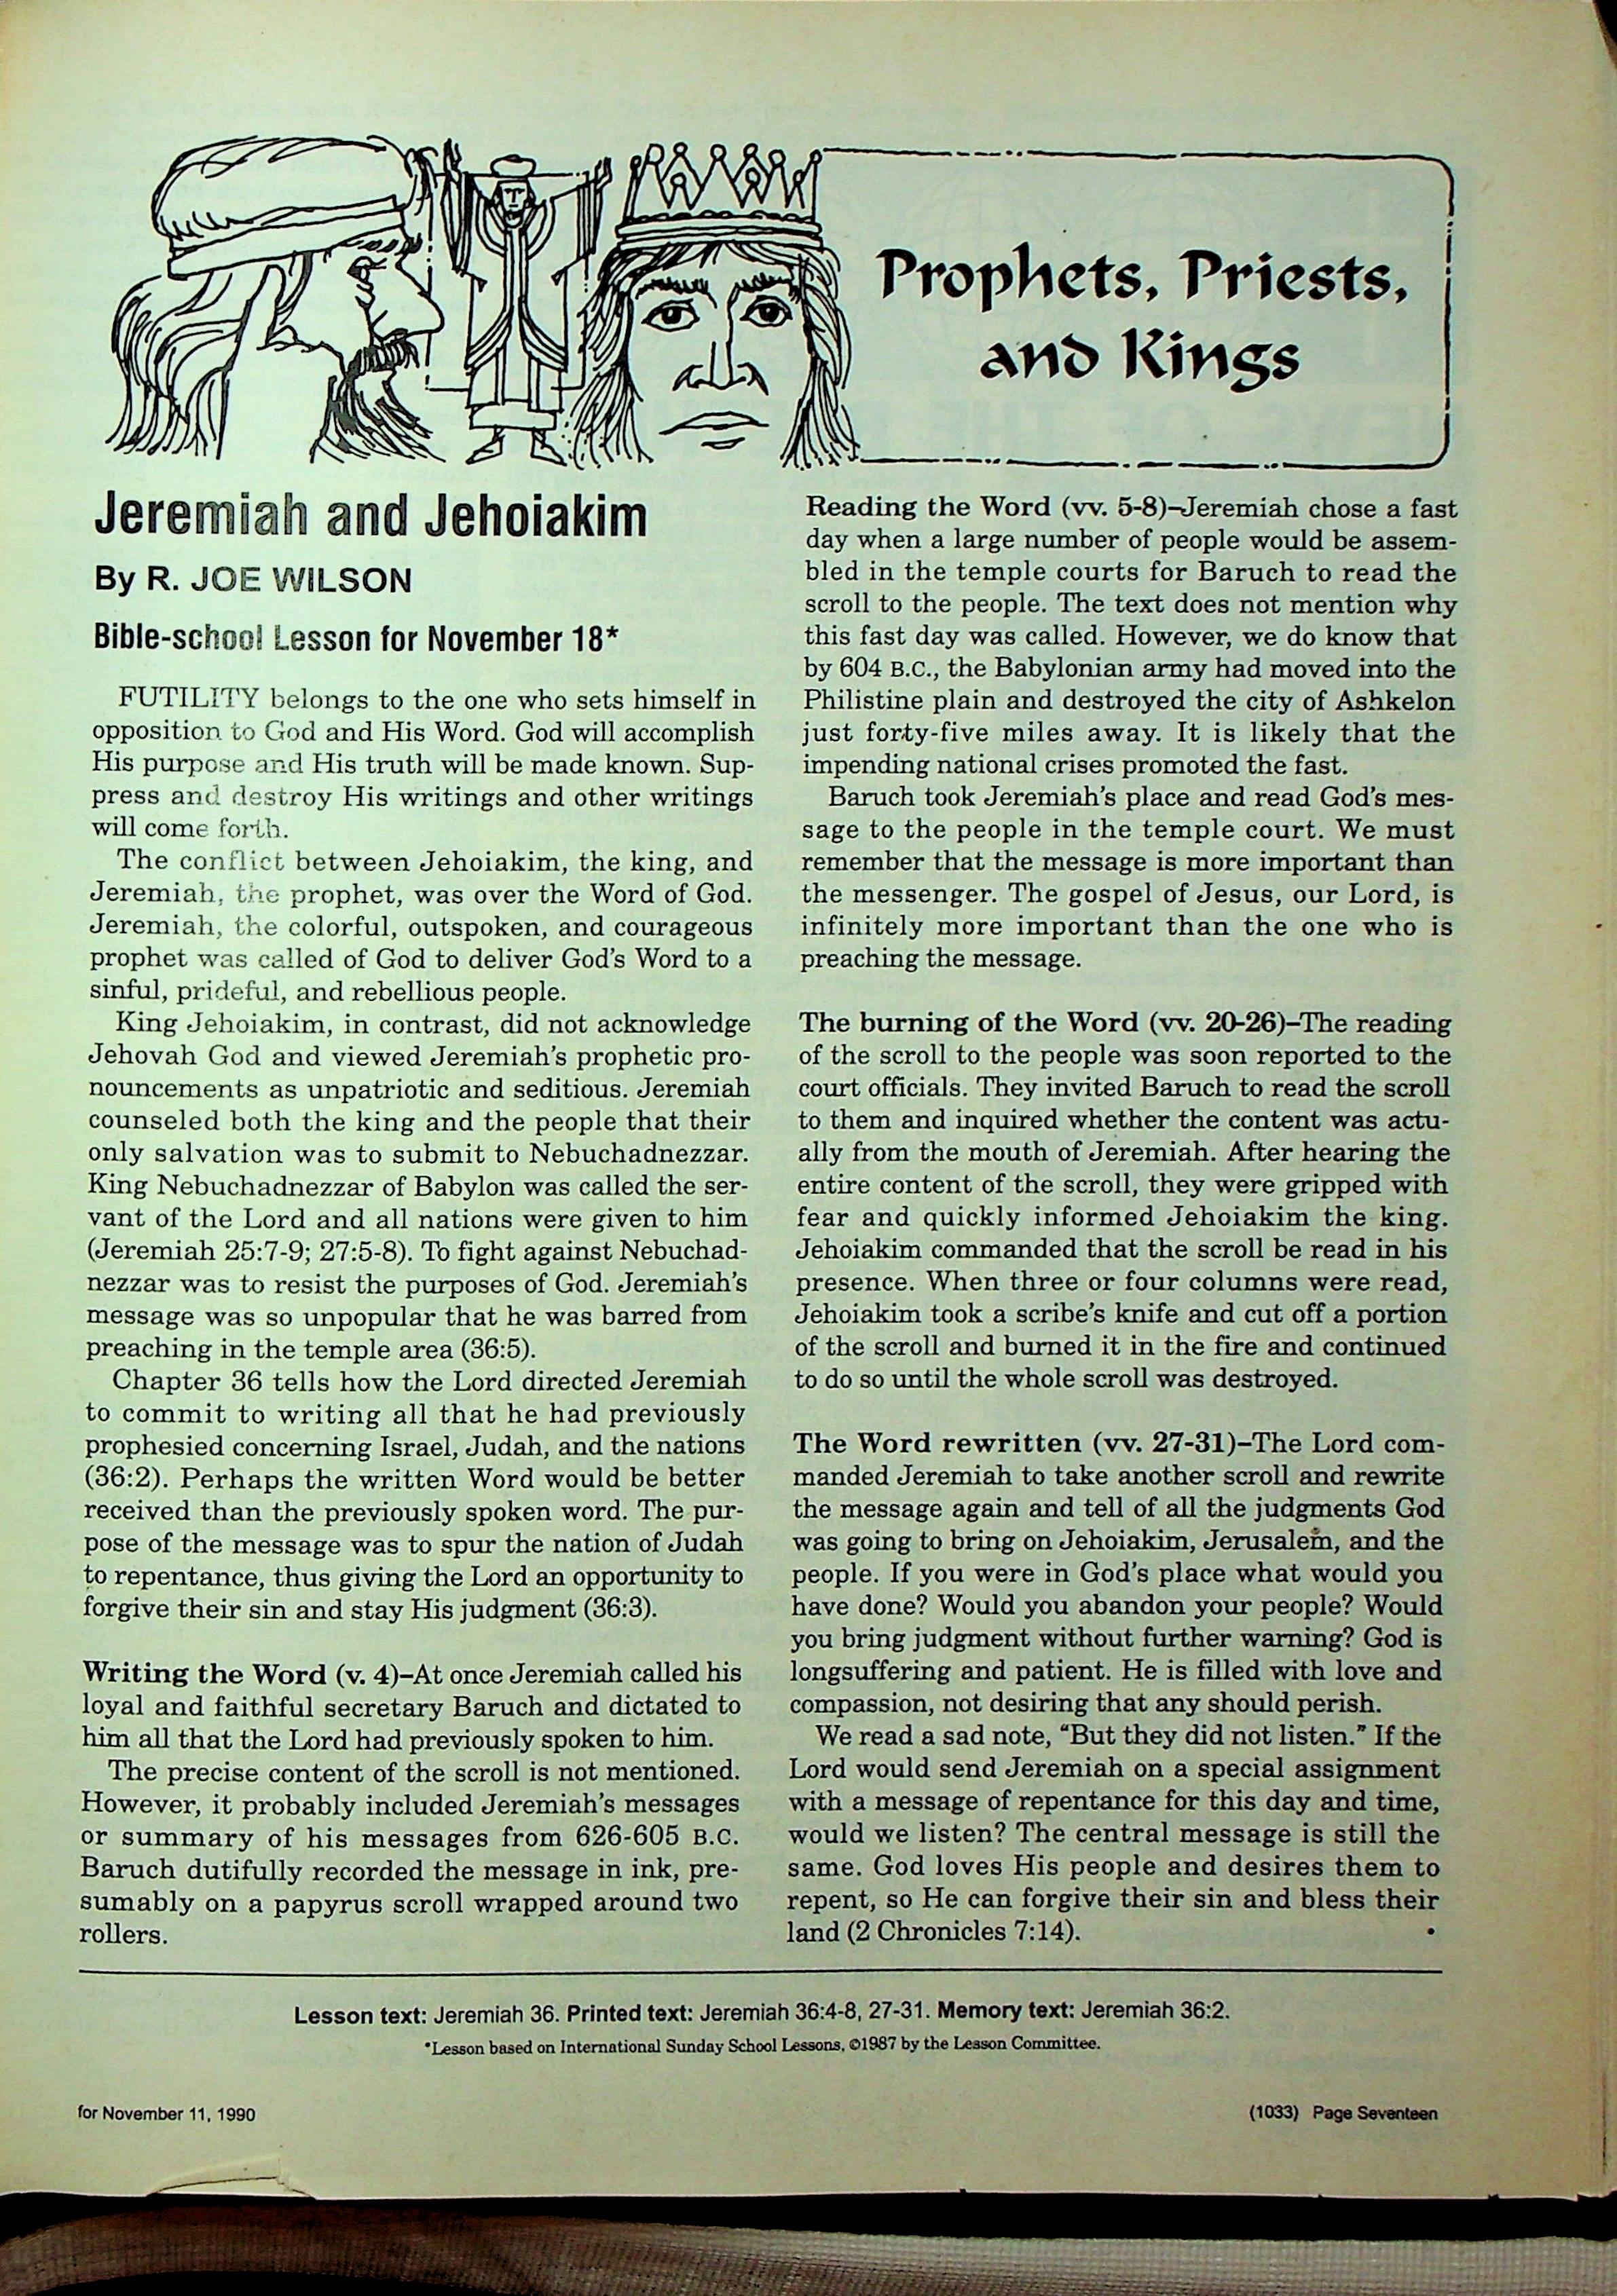 Prophets, Priests,
and Kings
Jeremiah and Jehoiakim
By R. JOE WILSON
Bible-school Lesson for November 18*
FUTILITY belongs to the one who sets himself in
opposition to God and His Word. God will accomplish
His purpose and His truth will be made known. Sup-
press and destroy His writings and other writings
will come forth.
The conflict between Jehoiakim, the king, and
Jeremiah, the prophet, was over the Word of God.
Jeremiah, the colorful, outspoken, and courageous
prophet was called of God to deliver God's Word to a
sinful, prideful, and rebellious people.
King Jehoiakim, in contrast, did not acknowledge
Jehovah God and viewed Jeremiah's prophetic pro-
nouncements as unpatriotic and seditious. Jeremiah
counseled both the king and the people that their
only salvation was to submit to Nebuchadnezzar.
King Nebuchadnezzar of Babylon was called the ser-
vant of the Lord and all nations were given to him
(Jeremiah 25:7-9; 27:5-8). To fight against Nebuchad-
nezzar was to resist the purposes of God. Jeremiah's
message was so unpopular that he was barred from
preaching in the temple area (36:5).
Chapter 36 tells how the Lord directed Jeremiah
to commit to writing all that he had previously
prophesied concerning Israel, Judah, and the nations
(36:2). Perhaps the written Word would be better
received than the previously spoken word. The pur-
pose of the message was to spur the nation of Judah
to repentance, thus giving the Lord an opportunity to
forgive their sin and stay His judgment (36:3).
Writing the Word (v. 4)–At once Jeremiah called his
loyal and faithful secretary Baruch and dictated to
him all that the Lord had previously spoken to him.
The precise content of the scroll is not mentioned.
However, it probably included Jeremiah's messages
or summary of his messages from 626-605 B.C.
Baruch dutifully recorded the message in ink, pre-
sumably on a papyrus scroll wrapped around two
rollers.
Reading the Word (vv. 5-8)–Jeremiah chose a fast
day when a large number of people would be assem-
bled in the temple courts for Baruch to read the
scroll to the people. The text does not mention why
this fast day was called. However, we do know that
by 604 B.C., the Babylonian army had moved into the
Philistine plain and destroyed the city of Ashkelon
just forty-five miles away. It is likely that the
impending national crises promoted the fast.
Baruch took Jeremiah's place and read God's mes-
sage to the people in the temple court. We must
remember that the message is more important than
the messenger. The gospel of Jesus, our Lord, is
infinitely more important than the one who is
preaching the message.
The burning of the Word (vv. 20-26)–The reading
of the scroll to the people was soon reported to the
court officials. They invited Baruch to read the scroll
to them and inquired whether the content was actu-
ally from the mouth of Jeremiah. After hearing the
entire content of the scroll, they were gripped with
fear and quickly informed Jehoiakim the king.
Jehoiakim commanded that the scroll be read in his
presence. When three or four columns were read,
Jehoiakim took a scribe's knife and cut off a portion
of the scroll and burned it in the fire and continued
to do so until the whole scroll was destroyed.
The Word rewritten (vv. 27-31)–The Lord com-
manded Jeremiah to take another scroll and rewrite
the message again and tell of all the judgments God
was going to bring on Jehoiakim, Jerusalem, and the
people. If you were in God's place what would you
have done? Would you abandon your people? Would
you bring judgment without further warning? God is
longsuffering and patient. He is filled with love and
compassion, not desiring that any should perish.
We read a sad note, "But they did not listen." If the
Lord would send Jeremiah on a special assignment
with a message of repentance for this day and time,
would we listen? The central message is still the
same. God loves His people and desires them to
repent, so He can forgive their sin and bless their
land (2 Chronicles 7:14). •
Lesson text: Jeremiah 36. Printed text: Jeremiah 36:4-8, 27-31. Memory text: Jeremiah 36:2.
*Lesson based on International Sunday School Lessons, ©1987 by the Lesson Committee.
for November 11, 1990
(1033) Page Seventeen